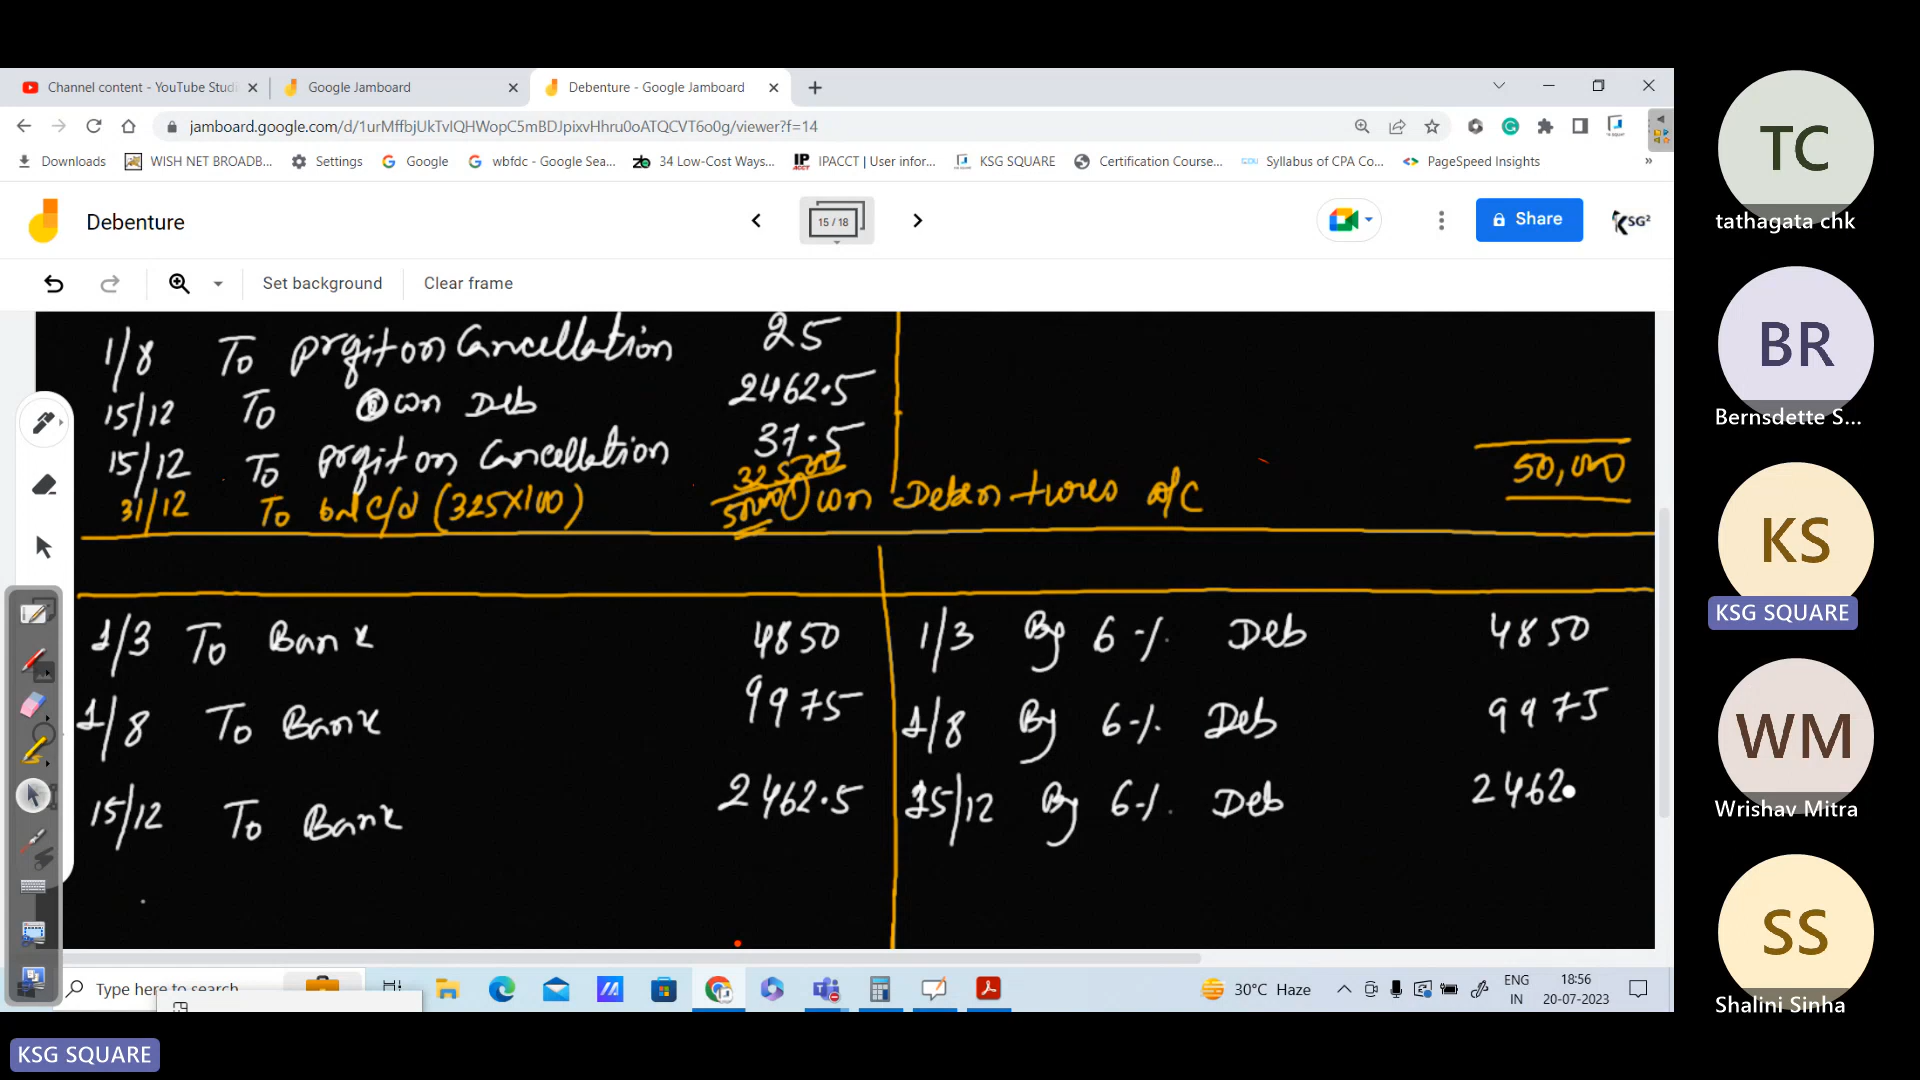 Channel content - YouTube Studi
Google Jamboard
Debenture - Google Jamboard
jamboard.google.com/d/1urMffbjUkTvIQHWopC5mBDJpixvHhru0oATQCVT6o0g/viewer?f=14
Downloads
WISH NET BROADB...
Settings
Google
wbfdc - Google Sea...
34 Low-Cost Ways...
IPACCT | User infor...
KSG SQUARE
Certification Course...
Syllabus of CPA Co...
PageSpeed Insights
»
Debenture
15 / 18
Share
KSG²
Set background
Clear frame
1/8 To profit on Cancellation 25
15/12 To Own Deb 2462.5
15/12 To profit on Cancellation 37.5
31/12 To bal c/d (325x100) 32500
50,000
50,000
Own Debentures A/C
1/3 To Bank 4850 1/3 By 6% Deb 4850
1/8 To Bank 9975 1/8 By 6% Deb 9975
15/12 To Bank 2462.5 15/12 By 6% Deb 2462.
Type here to search
30°C Haze
ENG
IN
18:56
20-07-2023
TC
tathagata chk
BR
Bernsdette S...
KS
KSG SQUARE
WM
Wrishav Mitra
SS
Shalini Sinha
KSG SQUARE